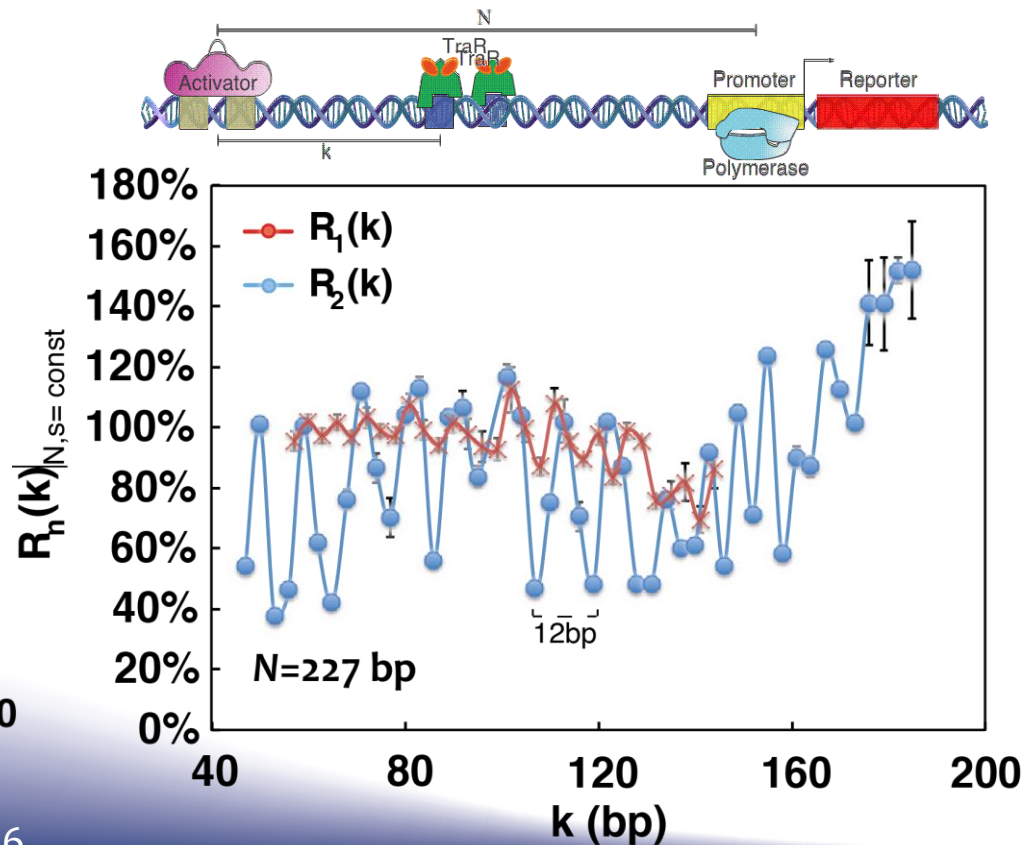 N
TraR
TraR
Activator
Promoter
Reporter
k
Polymerase
180%
160%
140%
120%
100%
80%
60%
40%
20%
0%
Rn(k)|N,s= const
R1(k)
R2(k)
12bp
N=227 bp
40
80
120
160
200
k (bp)
0
6